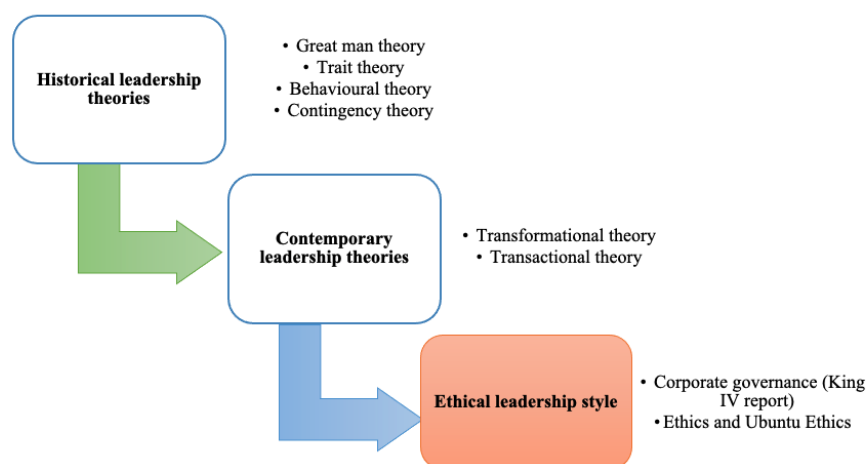 Historical leadership
theories
• Great man theory
• Trait theory
• Behavioural theory
• Contingency theory
Contemporary
leadership theories
• Transformational theory
• Transactional theory
Ethical leadership style
• Corporate governance (King
IV report)
• Ethics and Ubuntu Ethics